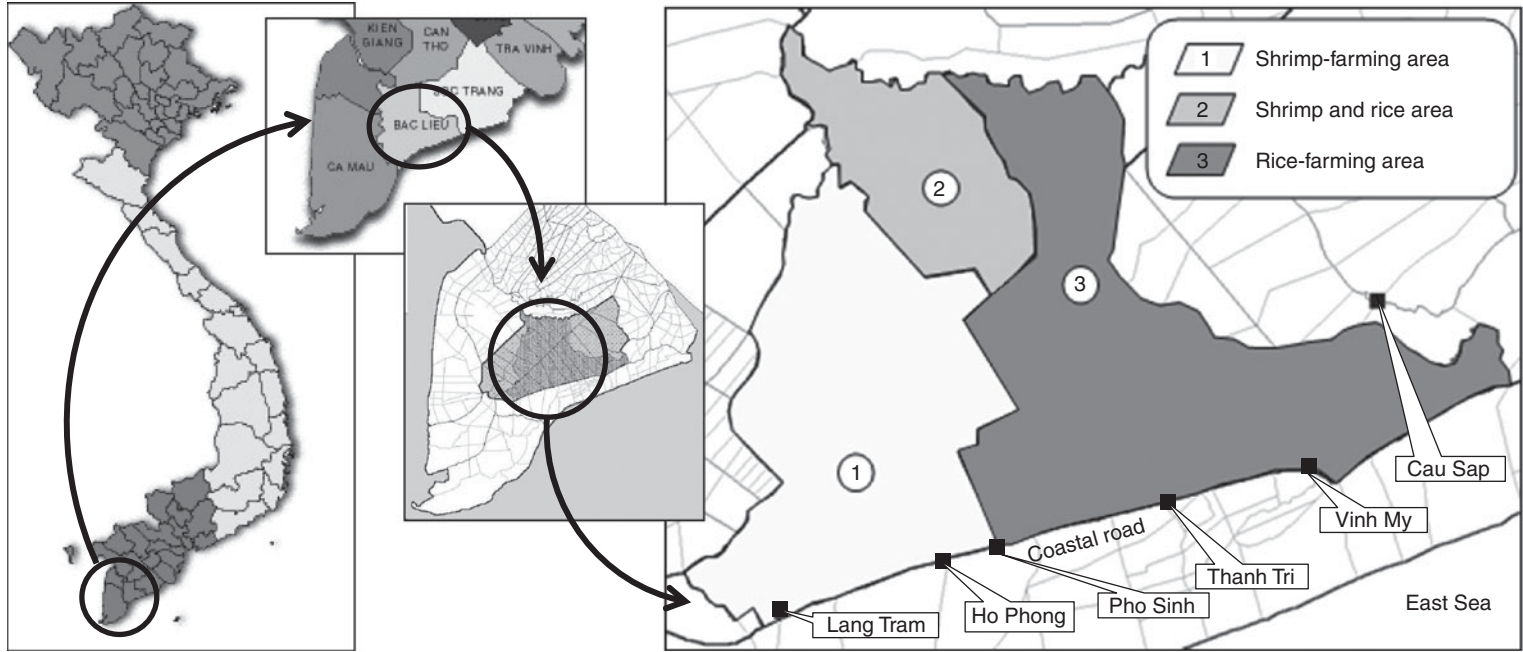 KIEN
GIANG
CAN
THO
TRA VINH
SOC TRANG
BAC LIEU
CA MAU
1 Shrimp-farming area
2 Shrimp and rice area
3 Rice-farming area
2
3
1
Cau Sap
Vinh My
Coastal road
Thanh Tri
Pho Sinh
Ho Phong
Lang Tram
East Sea